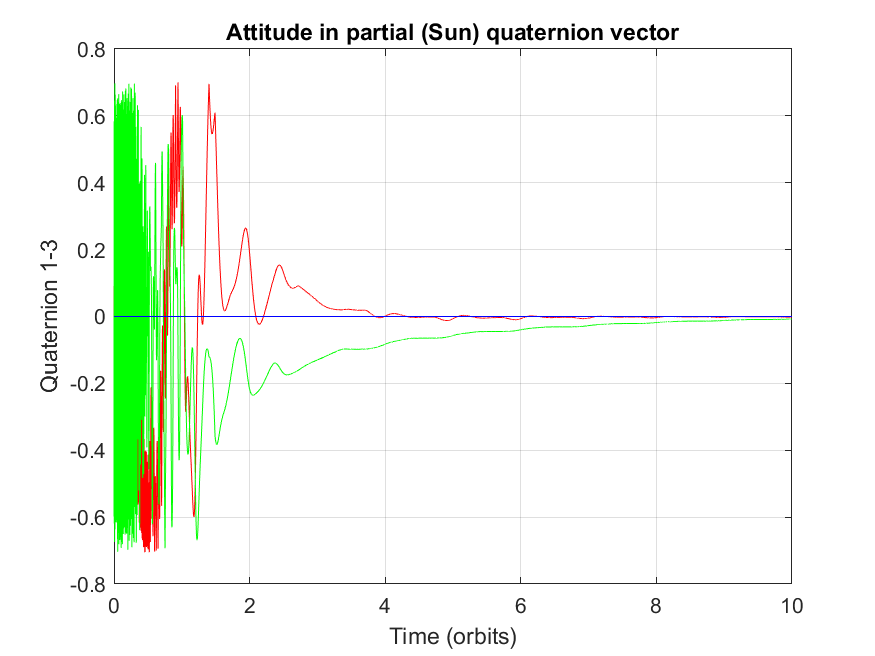 Attitude in partial (Sun) quaternion vector
0.8
0.6
0.4
0.2
0
-0.2
-0.4
-0.6
-0.8
Quaternion 1-3
0 2 4 6 8 10
Time (orbits)